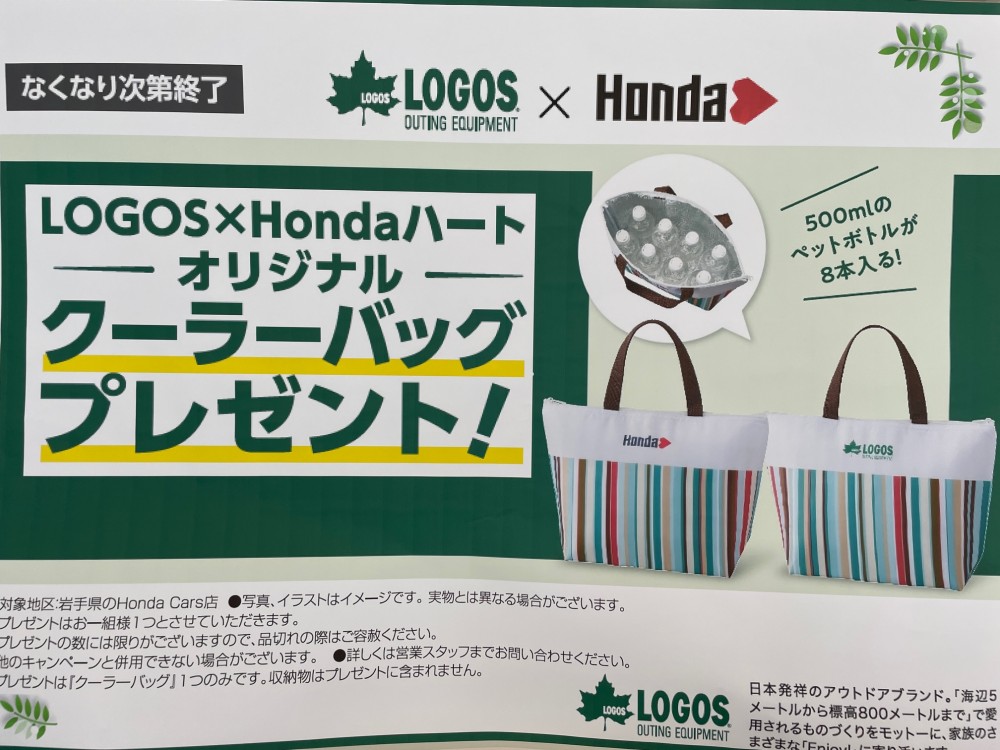 なくなり次第終了
LOGOS
LOGOS
OUTING EQUIPMENT
×
Honda
LOGOS×Hondaハート
オリジナル
クーラーバッグ
プレゼント!
500mlの
ペットボトルが
8本入る!
Honda
LOGOS
対象地区:岩手県のHonda Cars店 ●写真、イラストはイメージです。実物とは異なる場合がございます。
プレゼントはお一組様1つとさせていただきます。
プレゼントの数には限りがございますので、品切れの際はご容赦ください。
他のキャンペーンと併用できない場合がございます。 ●詳しくは営業スタッフまでお問い合わせください。
プレゼントは『クーラーバッグ』1つのみです。収納物はプレゼントに含まれません。
LOGOS
LOGOS
OUTING EQUIPMENT
日本発祥のアウトドアブランド。「海辺5
メートルから標高800メートルまで」で愛
用されるものづくりをモットーに、家族のさ
まざまな「Enjoy!」に寄り添います